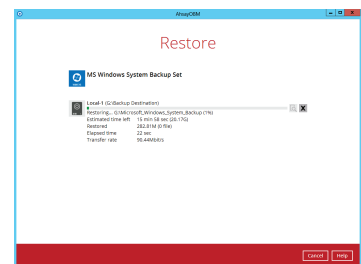 AhsayOBM
Restore
MS Windows System Backup Set
Local-1 (G:\Backup Destination)
Restoring... G:\Microsoft_Windows_System_Backup (1%)
Estimated time left 15 min 58 sec (20.17G)
Restored 282.81M (0 file)
Elapsed time 22 sec
Transfer rate 90.44Mbit/s
Cancel Help